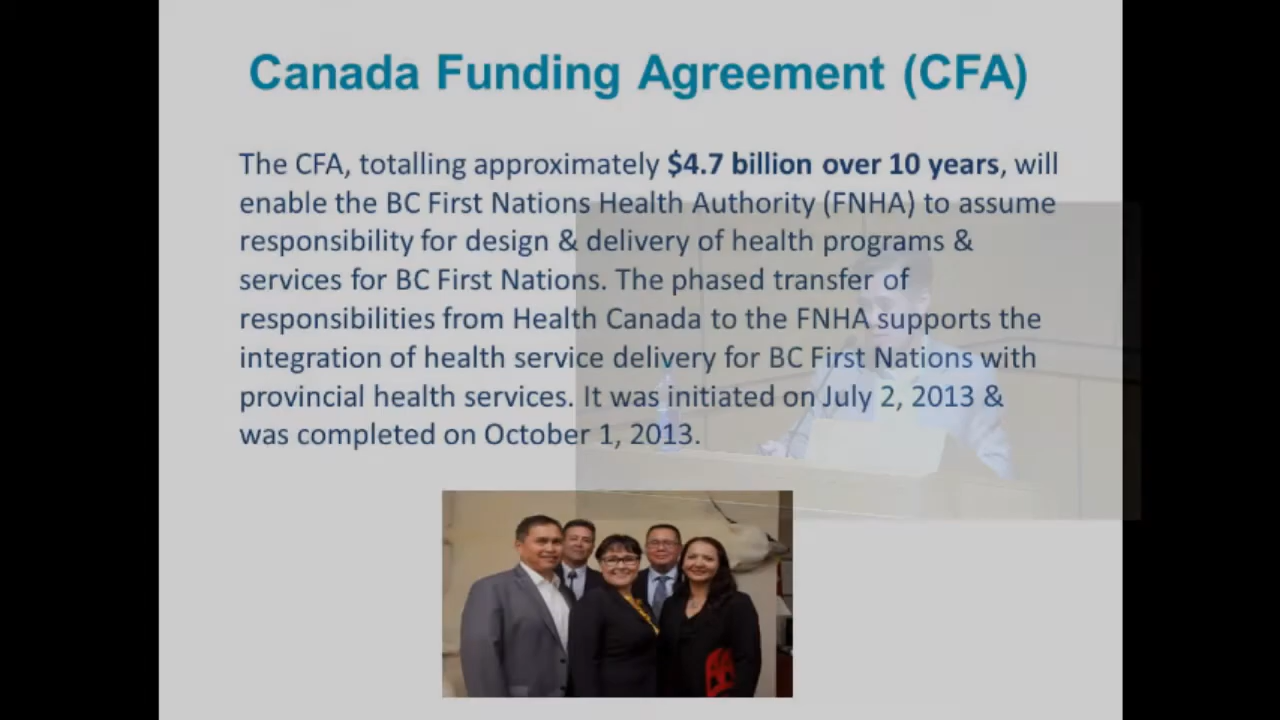 Canada Funding Agreement (CFA)
The CFA, totalling approximately $4.7 billion over 10 years, will
enable the BC First Nations Health Authority (FNHA) to assume
responsibility for design & delivery of health programs &
services for BC First Nations. The phased transfer of
responsibilities from Health Canada to the FNHA supports the
integration of health service delivery for BC First Nations with
provincial health services. It was initiated on July 2, 2013 &
was completed on October 1, 2013.